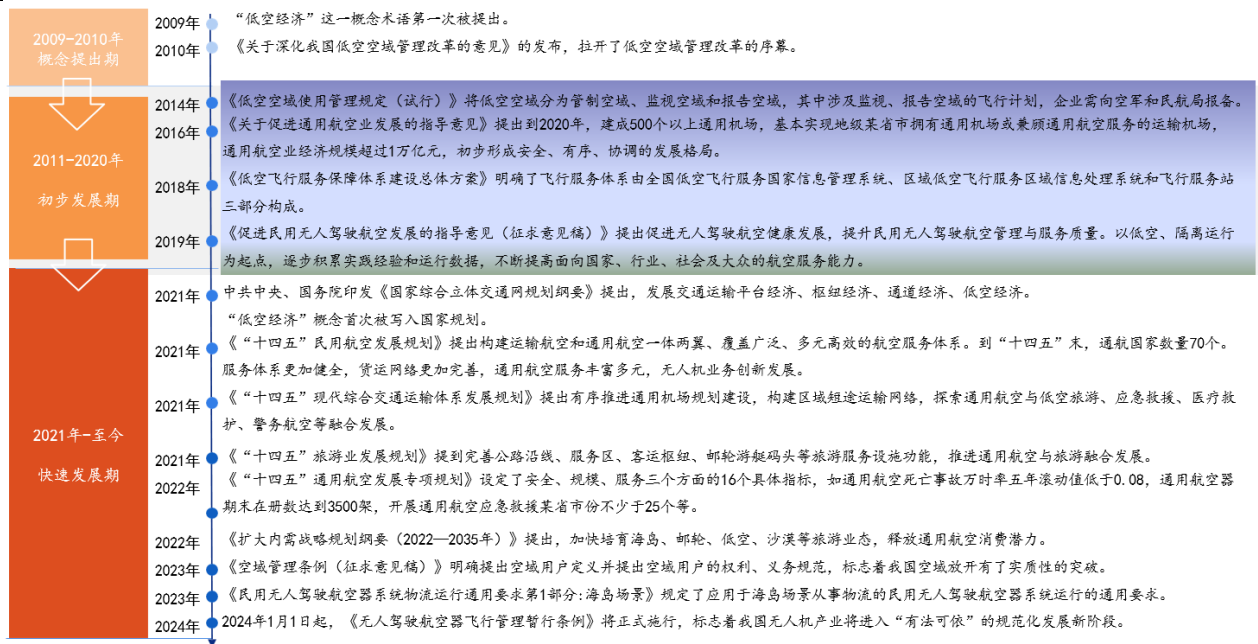 2009-2010年
概念提出期
2009年
“低空经济”这一概念术语第一次被提出。
2010年
《关于深化我国低空空域管理改革的意见》的发布，拉开了低空空域管理改革的序幕。
2011-2020年
初步发展期
2014年
《低空空域使用管理规定（试行）》将低空空域分为管制空域、监视空域和报告空域，其中涉及监视、报告空域的飞行计划，企业需向空军和民航局报备。
2016年
《关于促进通用航空业发展的指导意见》提出到2020年，建成500个以上通用机场，基本实现地级某省市拥有通用机场或兼顾通用航空服务的运输机场，
通用航空业经济规模超过1万亿元，初步形成安全、有序、协调的发展格局。
2018年
《低空飞行服务保障体系建设总体方案》明确了飞行服务体系由全国低空飞行服务国家信息管理系统、区域低空飞行服务区域信息处理系统和飞行服务站
三部分构成。
2019年
《促进民用无人驾驶航空发展的指导意见（征求意见稿）》提出促进无人驾驶航空健康发展，提升民用无人驾驶航空管理与服务质量。以低空、隔离运行
为起点，逐步积累实践经验和运行数据，不断提高面向国家、行业、社会及大众的航空服务能力。
2021年-至今
快速发展期
2021年
中共中央、国务院印发《国家综合立体交通网规划纲要》提出，发展交通运输平台经济、枢纽经济、通道经济、低空经济。
“低空经济”概念首次被写入国家规划。
2021年
《“十四五”民用航空发展规划》提出构建运输航空和通用航空一体两翼、覆盖广泛、多元高效的航空服务体系。到“十四五”末，通航国家数量70个。
服务体系更加健全，货运网络更加完善，通用航空服务丰富多元，无人机业务创新发展。
2021年
《“十四五”现代综合交通运输体系发展规划》提出有序推进通用机场规划建设，构建区域短途运输网络，探索通用航空与低空旅游、应急救援、医疗救
护、警务航空等融合发展。
2021年
《“十四五”旅游业发展规划》提到完善公路沿线、服务区、客运枢纽、邮轮游艇码头等旅游服务设施功能，推进通用航空与旅游融合发展。
2022年
《“十四五”通用航空发展专项规划》设定了安全、规模、服务三个方面的16个具体指标，如通用航空死亡事故万时率五年滚动值低于0.08，通用航空器
期末在册数达到3500架，开展通用航空应急救援某省市份不少于25个等。
2022年
《扩大内需战略规划纲要（2022—2035年）》提出，加快培育海岛、邮轮、低空、沙漠等旅游业态，释放通用航空消费潜力。
2023年
《空域管理条例（征求意见稿）》明确提出空域用户定义并提出空域用户的权利、义务规范，标志着我国空域放开有了实质性的突破。
2023年
《民用无人驾驶航空器系统物流运行通用要求第1部分:海岛场景》规定了应用于海岛场景从事物流的民用无人驾驶航空器系统运行的通用要求。
2024年
2024年1月1日起，《无人驾驶航空器飞行管理暂行条例》将正式施行，标志着我国无人机产业将进入“有法可依”的规范化发展新阶段。